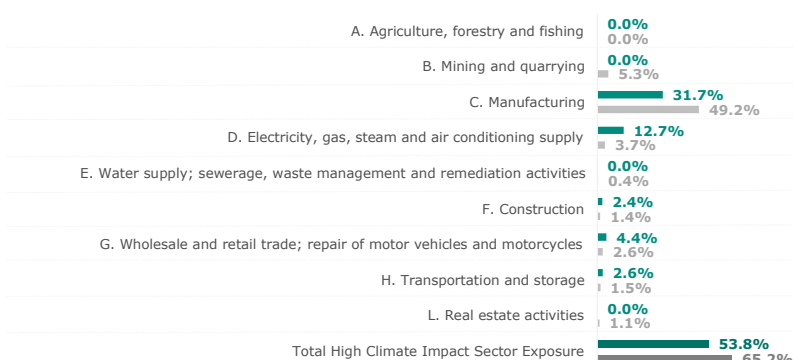 A. Agriculture, forestry and fishing 0.0%
0.0%
B. Mining and quarrying 0.0%
5.3%
C. Manufacturing 31.7%
49.2%
D. Electricity, gas, steam and air conditioning supply 12.7%
3.7%
E. Water supply; sewerage, waste management and remediation activities 0.0%
0.4%
F. Construction 2.4%
1.4%
G. Wholesale and retail trade; repair of motor vehicles and motorcycles 4.4%
2.6%
H. Transportation and storage 2.6%
1.5%
L. Real estate activities 0.0%
1.1%
Total High Climate Impact Sector Exposure 53.8%
65.2%